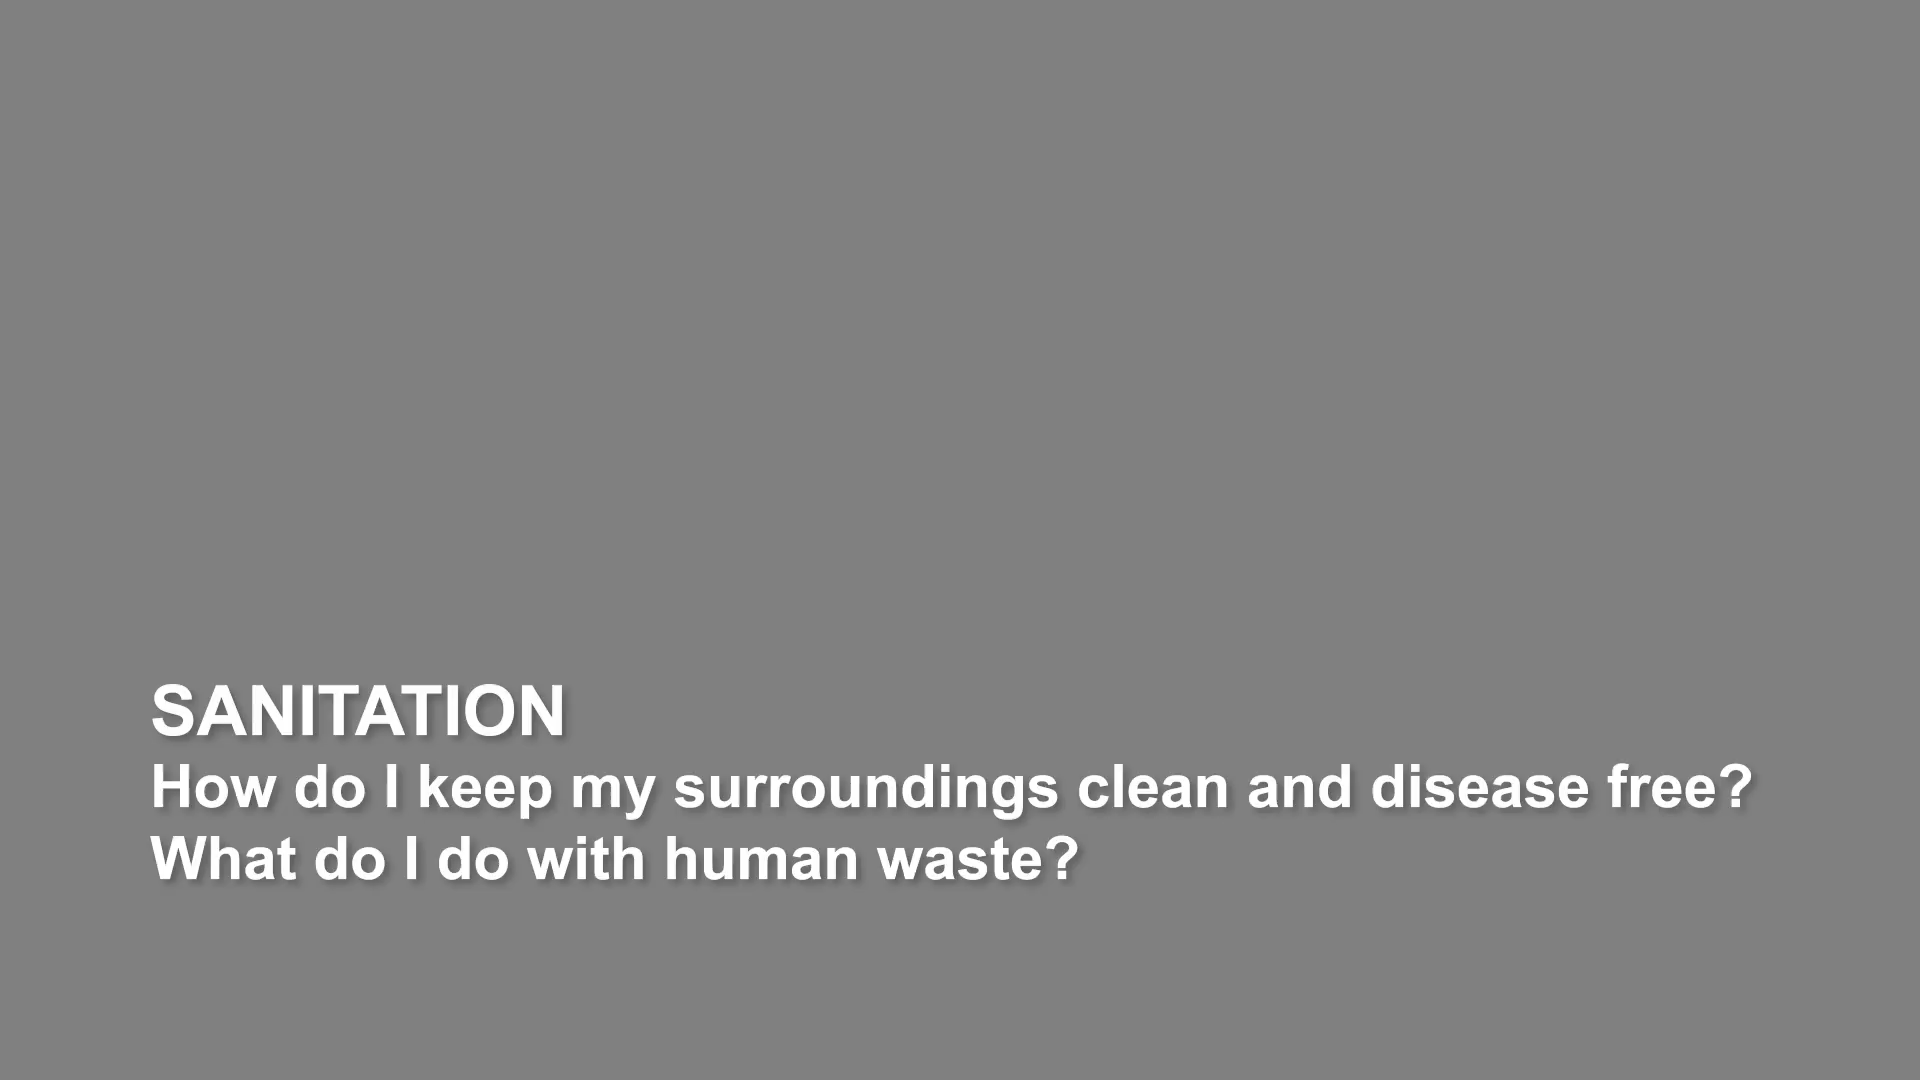 SANITATION
How do I keep my surroundings clean and disease free?
What do I do with human waste?